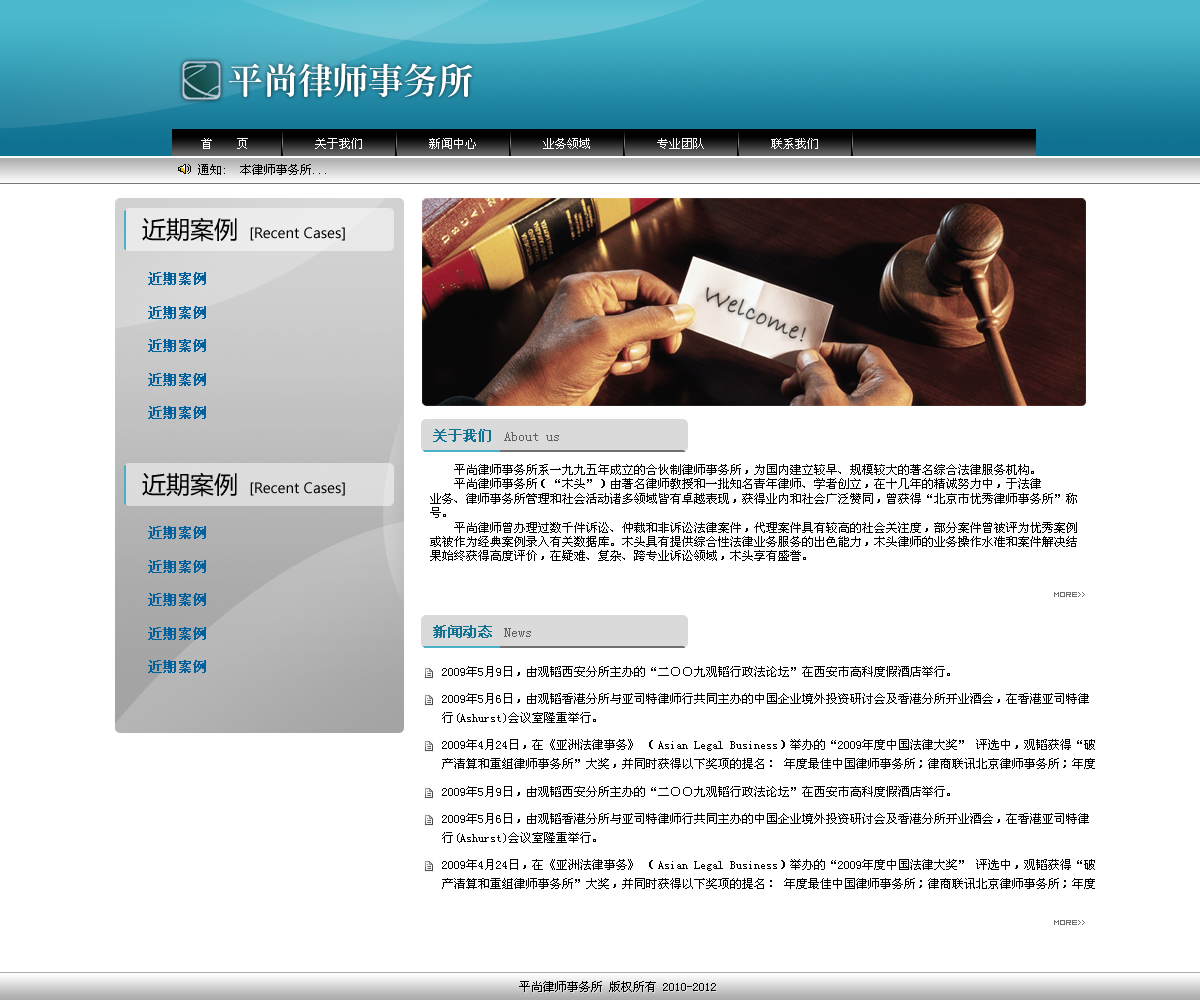 平尚律师事务所
首 页 关于我们 新闻中心 业务领域 专业团队 联系我们
通知: 本律师事务所...
近期案例 [Recent Cases]
近期案例
近期案例
近期案例
近期案例
近期案例
近期案例 [Recent Cases]
近期案例
近期案例
近期案例
近期案例
近期案例
Welcome!
关于我们 About us
平尚律师事务所系一九九五年成立的合伙制律师事务所，为国内建立较早、规模较大的著名综合法律服务机构。
平尚律师事务所(“木头”)由著名律师教授和一批知名青年律师、学者创立，在十几年的精诚努力中，于法律
业务、律师事务所管理和社会活动诸多领域皆有卓越表现，获得业内和社会广泛赞同，曾获得“北京市优秀律师事务所”称
号。
平尚律师曾办理过数千件诉讼、仲裁和非诉讼法律案件，代理案件具有较高的社会关注度，部分案件曾被评为优秀案例
或被作为经典案例录入有关数据库。木头具有提供综合性法律业务服务的出色能力，木头律师的业务操作水准和案件解决结
果始终获得高度评价，在疑难、复杂、跨专业诉讼领域，木头享有盛誉。
MORE>>
新闻动态 News
2009年5月9日，由观韬西安分所主办的“二〇〇九观韬行政法论坛”在西安市高科度假酒店举行。
2009年5月6日，由观韬香港分所与亚司特律师行共同主办的中国企业境外投资研讨会及香港分所开业酒会，在香港亚司特律
行(Ashurst)会议室隆重举行。
2009年4月24日，在《亚洲法律事务》 （Asian Legal Business)举办的“2009年度中国法律大奖” 评选中，观韬获得“破
产清算和重组律师事务所”大奖，并同时获得以下奖项的提名： 年度最佳中国律师事务所；律商联讯北京律师事务所；年度
2009年5月9日，由观韬西安分所主办的“二〇〇九观韬行政法论坛”在西安市高科度假酒店举行。
2009年5月6日，由观韬香港分所与亚司特律师行共同主办的中国企业境外投资研讨会及香港分所开业酒会，在香港亚司特律
行(Ashurst)会议室隆重举行。
2009年4月24日，在《亚洲法律事务》 （Asian Legal Business)举办的“2009年度中国法律大奖” 评选中，观韬获得“破
产清算和重组律师事务所”大奖，并同时获得以下奖项的提名： 年度最佳中国律师事务所；律商联讯北京律师事务所；年度
MORE>>
平尚律师事务所 版权所有 2010-2012